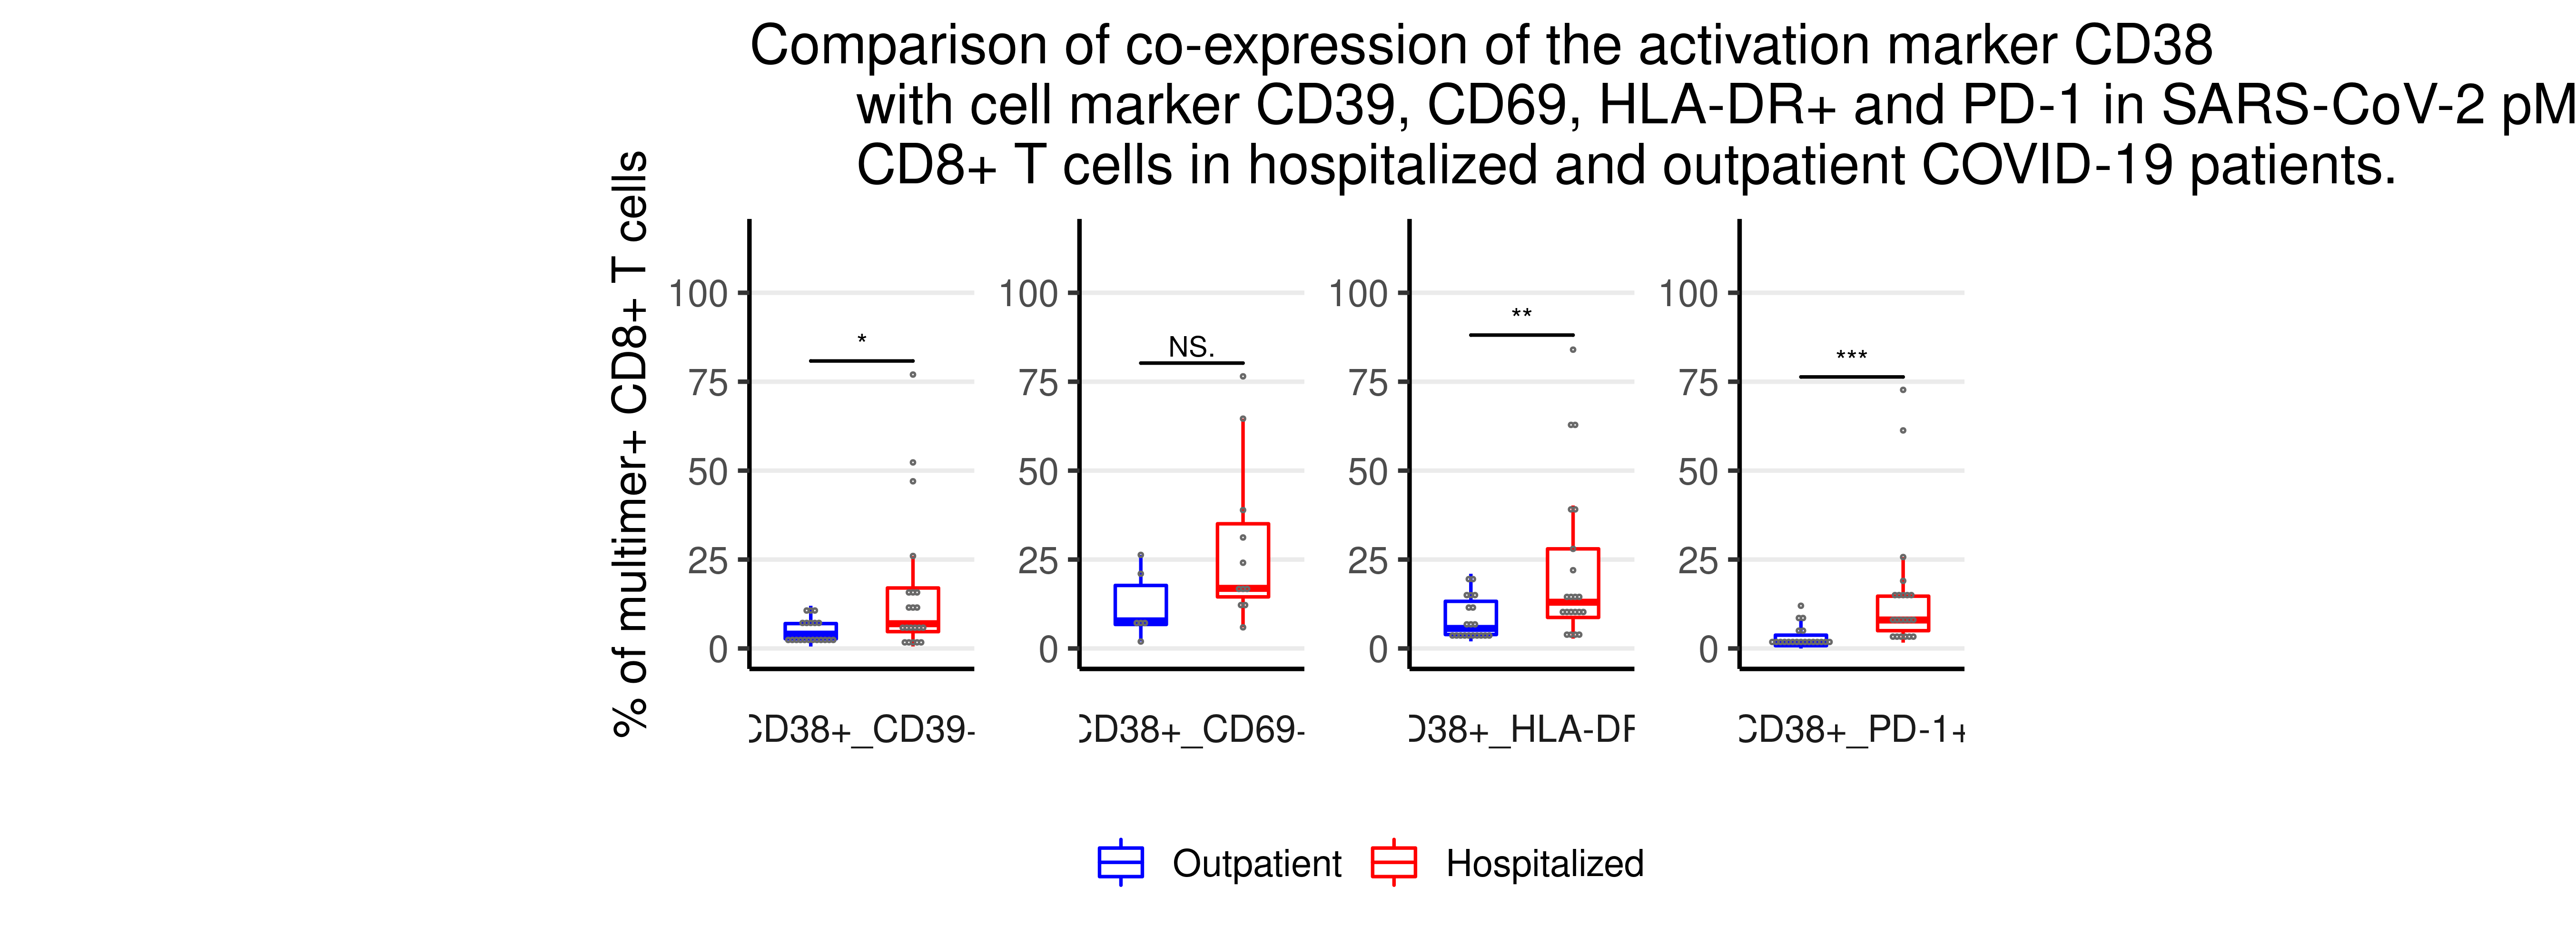 Comparison of co-expression of the activation marker CD38
with cell marker CD39, CD69, HLA-DR+ and PD-1 in SARS-CoV-2 pM
CD8+ T cells in hospitalized and outpatient COVID-19 patients.
% of multimer+ CD8+ T cells
100
75
50
25
0
*
CD38+_CD39-
100
75
50
25
0
NS.
CD38+_CD69-
100
75
50
25
0
**
D38+_HLA-DR
100
75
50
25
0
***
CD38+_PD-1+
Outpatient
Hospitalized